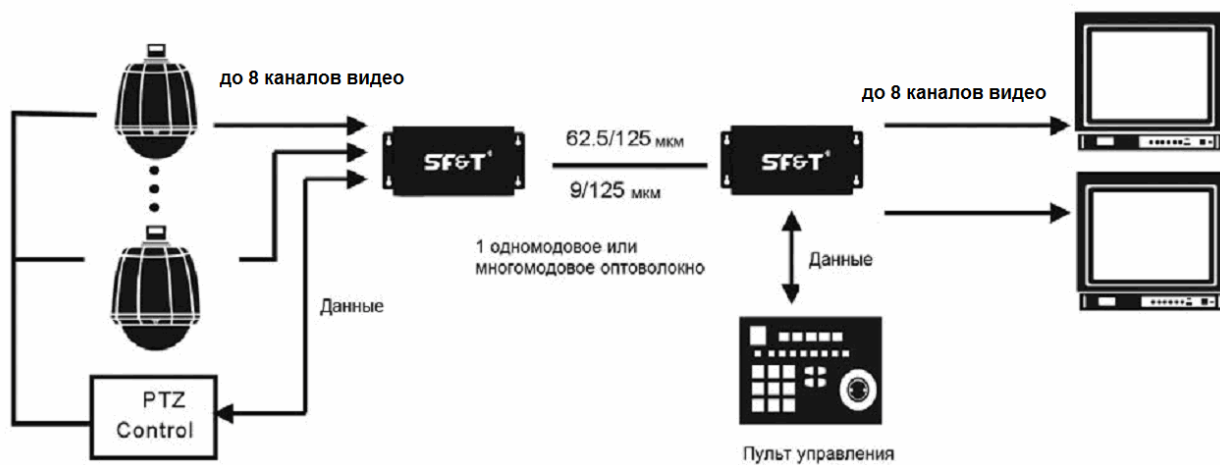 до 8 каналов видео
SF&T
62.5/125 мкм
9/125 мкм
1 одномодовое или
многомодовое оптоволокно
SF&T
до 8 каналов видео
Данные
Данные
PTZ
Control
Пульт управления